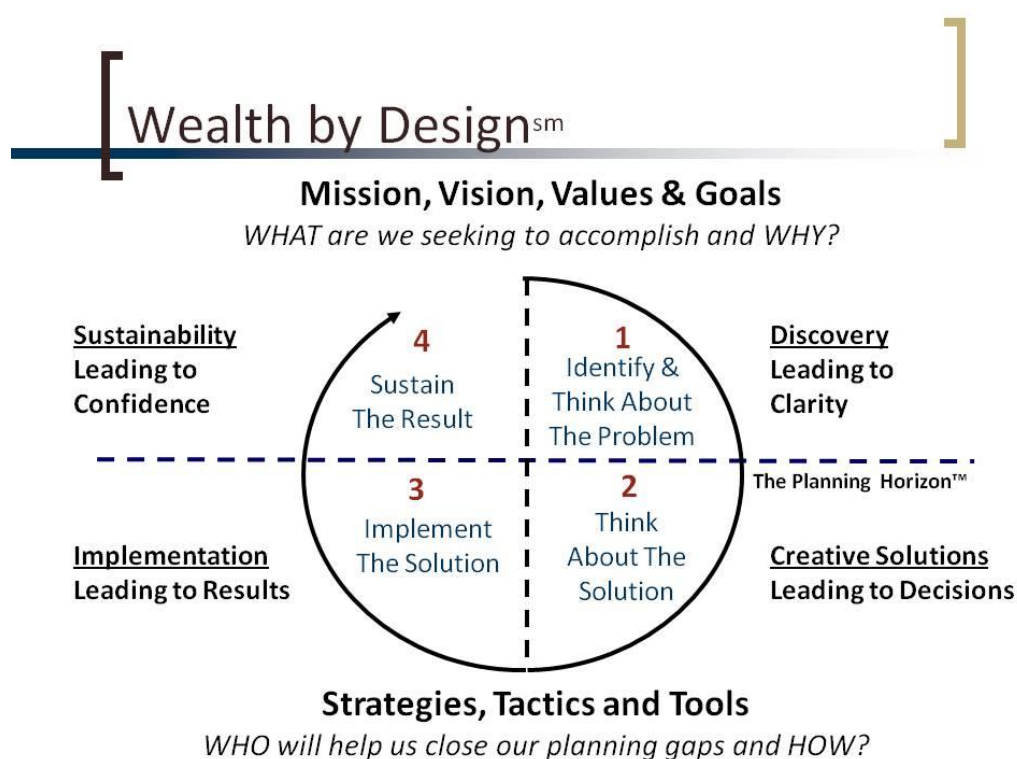 Wealth by Design℠
Mission, Vision, Values & Goals
WHAT are we seeking to accomplish and WHY?
Sustainability
Leading to
Confidence
4
Sustain
The Result
1
Identify &
Think About
The Problem
Discovery
Leading to
Clarity
The Planning Horizon™
3
Implement
The Solution
2
Think
About The
Solution
Implementation
Leading to Results
Creative Solutions
Leading to Decisions
Strategies, Tactics and Tools
WHO will help us close our planning gaps and HOW?